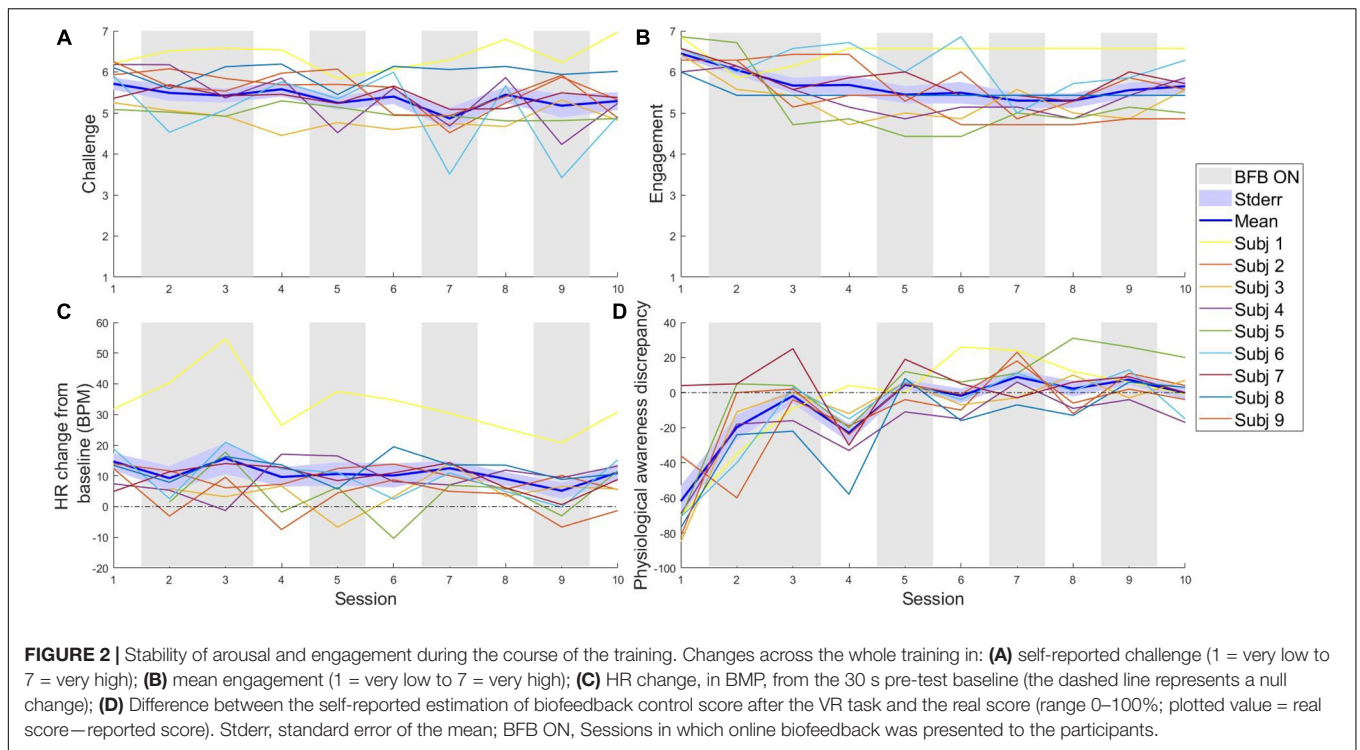 A
7
6
5
4
3
2
1
Challenge
1 2 3 4 5 6 7 8 9 10
B
7
6
5
4
3
2
1
Engagement
1 2 3 4 5 6 7 8 9 10
C
60
50
40
30
20
10
0
-10
-20
HR change from
baseline (BPM)
1 2 3 4 5 6 7 8 9 10
Session
D
40
20
0
-20
-40
-60
-80
-100
Physiological awareness discrepancy
1 2 3 4 5 6 7 8 9 10
Session
BFB ON
Stderr
Mean
Subj 1
Subj 2
Subj 3
Subj 4
Subj 5
Subj 6
Subj 7
Subj 8
Subj 9
FIGURE 2 | Stability of arousal and engagement during the course of the training. Changes across the whole training in: (A) self-reported challenge (1 = very low to
7 = very high); (B) mean engagement (1 = very low to 7 = very high); (C) HR change, in BMP, from the 30 s pre-test baseline (the dashed line represents a null
change); (D) Difference between the self-reported estimation of biofeedback control score after the VR task and the real score (range 0–100%; plotted value = real
score—reported score). Stderr, standard error of the mean; BFB ON, Sessions in which online biofeedback was presented to the participants.